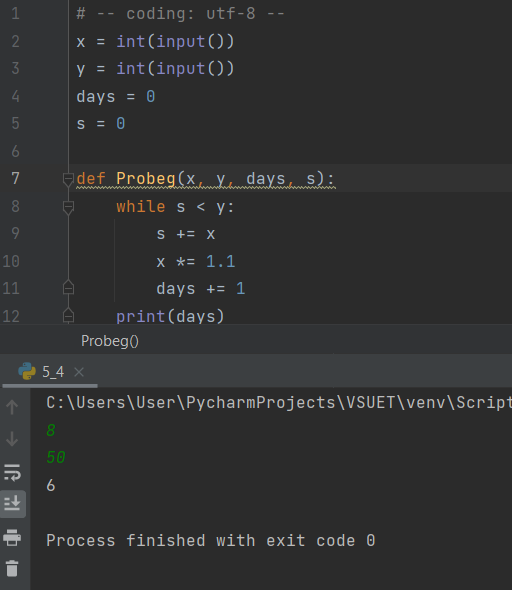 1 # -- coding: utf-8 --
2 x = int(input())
3 y = int(input())
4 days = 0
5 s = 0
6
7 def Probeg(x, y, days, s):
8 while s < y:
9 s += x
10 x *= 1.1
11 days += 1
12 print(days)
Probeg()
5_4
C:\Users\User\PycharmProjects\VSUET\venv\Script
8
50
6
Process finished with exit code 0